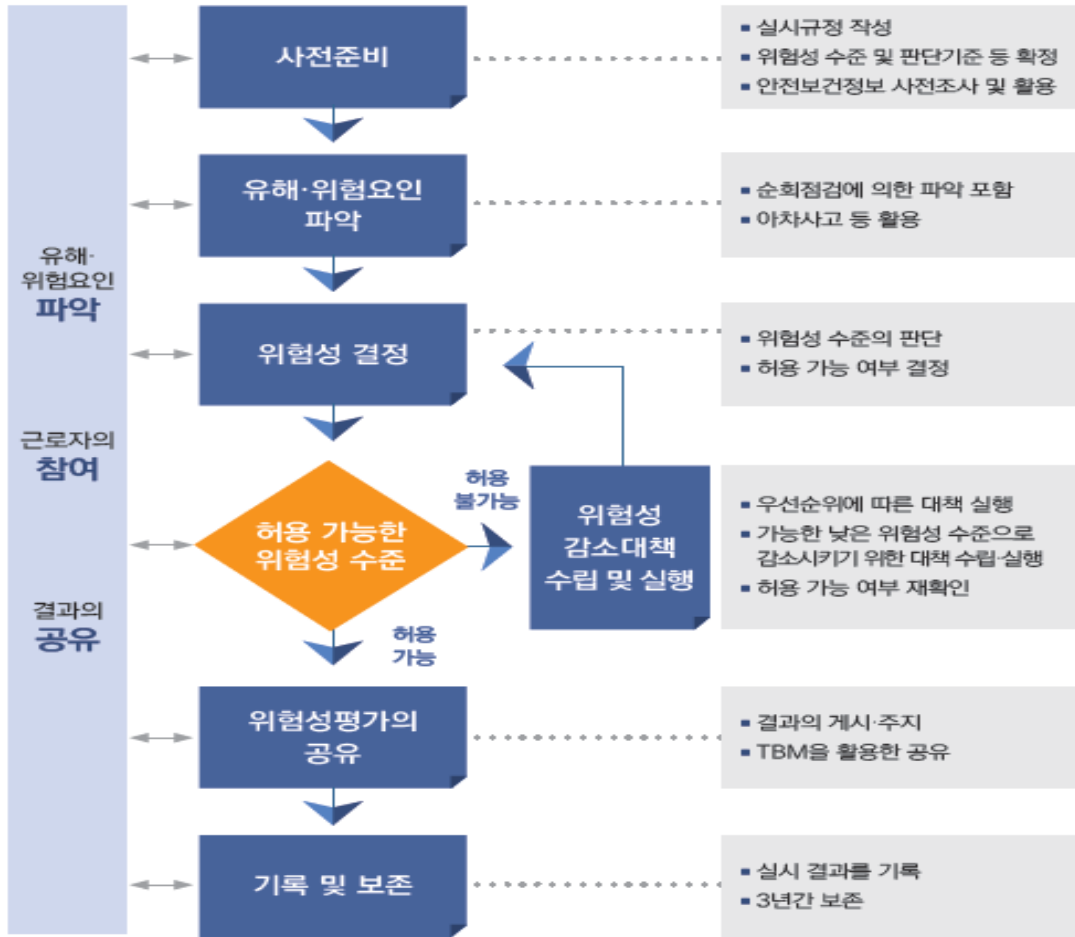 사전준비
▪ 실시규정 작성
▪ 위험성 수준 및 판단기준 등 확정
▪ 안전보건정보 사전조사 및 활용
유해·위험요인
파악
▪ 순회점검에 의한 파악 포함
▪ 아차사고 등 활용
유해·
위험요인
파악
위험성 결정
▪ 위험성 수준의 판단
▪ 허용 가능 여부 결정
근로자의
참여
허용 가능한
위험성 수준
허용
불가능
위험성
감소대책
수립 및 실행
▪ 우선순위에 따른 대책 실행
▪ 가능한 낮은 위험성 수준으로
감소시키기 위한 대책 수립·실행
▪ 허용 가능 여부 재확인
결과의
공유
허용
가능
위험성평가의
공유
▪ 결과의 게시·주지
▪ TBM을 활용한 공유
기록 및 보존
▪ 실시 결과를 기록
▪ 3년간 보존